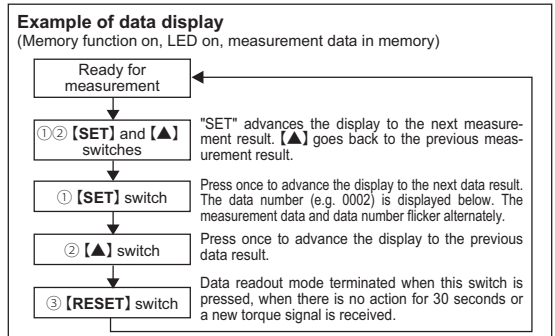 Example of data display
(Memory function on, LED on, measurement data in memory)
Ready for
measurement
①② 【SET】 and 【▲】
switches
"SET" advances the display to the next measure-
ment result. 【▲】 goes back to the previous meas-
urement result.
① 【SET】 switch
Press once to advance the display to the next data result.
The data number (e.g. 0002) is displayed below. The
measurement data and data number flicker alternately.
② 【▲】 switch
Press once to advance the display to the previous
data result.
③ 【RESET】 switch
Data readout mode terminated when this switch is
pressed, when there is no action for 30 seconds or
a new torque signal is received.